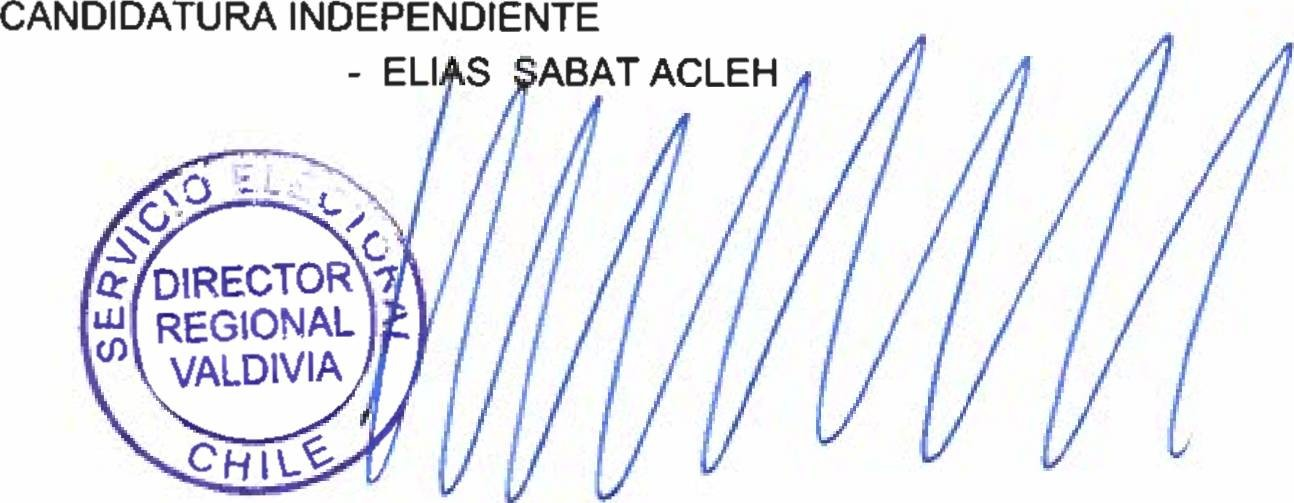 CANDIDATURA INDEPENDIENTE
- ELIAS SABAT ACLEH
SERVICIO ELECTORAL
DIRECTOR
REGIONAL
VALDIVIA
CHILE